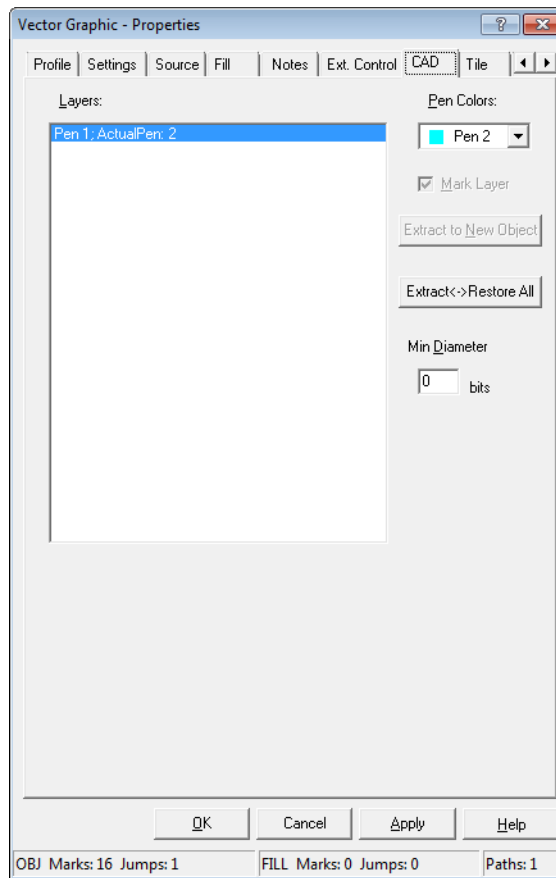 Vector Graphic - Properties
Profile Settings Source Fill Notes Ext. Control CAD Tile
Layers: Pen Colors:
Pen 1; ActualPen: 2
Pen 2
Mark Layer
Extract to New Object
Extract<->Restore All
Min Diameter
0 bits
OK Cancel Apply Help
OBJ Marks: 16 Jumps: 1 FILL Marks: 0 Jumps: 0 Paths: 1